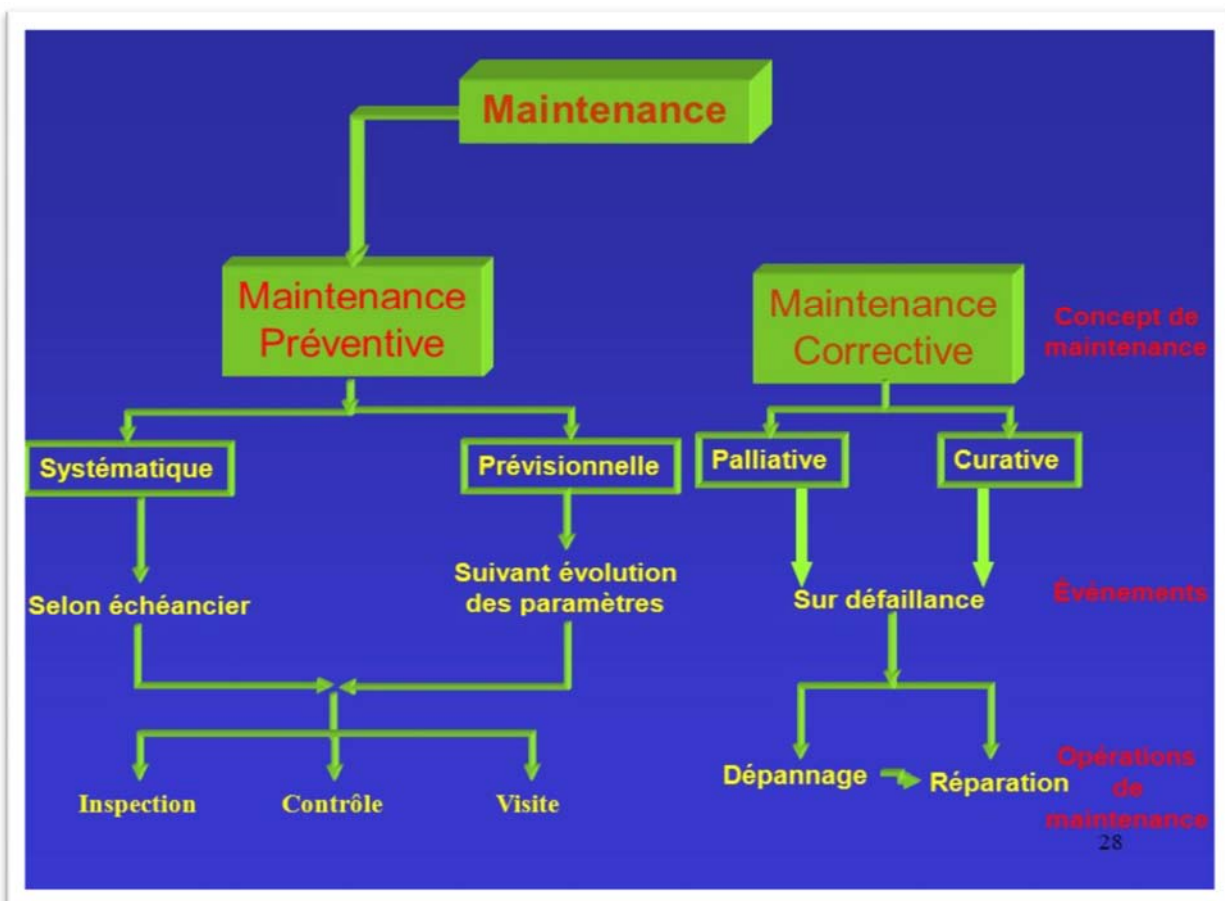 Maintenance
Maintenance
Préventive
Maintenance
Corrective
Concept de
maintenance
Systématique
Prévisionnelle
Palliative
Curative
Selon échéancier
Suivant évolution
des paramètres
Sur défaillance
Événements
Inspection
Contrôle
Visite
Dépannage
Réparation
Opérations
de
maintenance
28